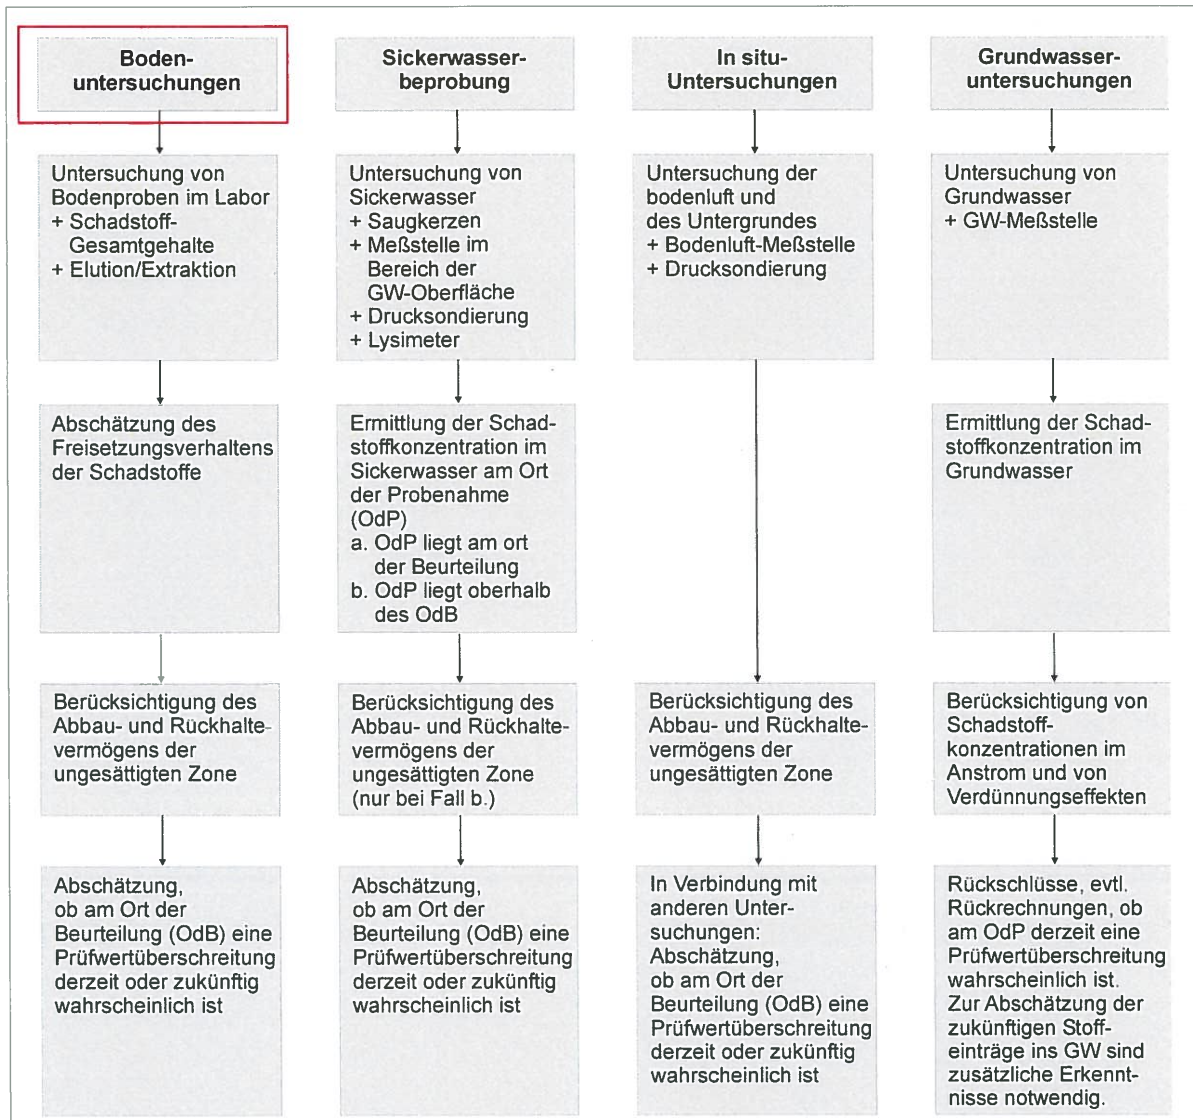 Boden-
untersuchungen
Untersuchung von
Bodenproben im Labor
+ Schadstoff-
Gesamtgehalte
+ Elution/Extraktion
Abschätzung des
Freisetzungsverhaltens
der Schadstoffe
Berücksichtigung des
Abbau- und Rückhalte-
vermögens der
ungesättigten Zone
Abschätzung,
ob am Ort der
Beurteilung (OdB) eine
Prüfwertüberschreitung
derzeit oder zukünftig
wahrscheinlich ist
Sickerwasser-
beprobung
Untersuchung von
Sickerwasser
+ Saugkerzen
+ Meßstelle im
Bereich der
GW-Oberfläche
+ Drucksondierung
+ Lysimeter
Ermittlung der Schad-
stoffkonzentration im
Sickerwasser am Ort
der Probenahme
(OdP)
a. OdP liegt am ort
der Beurteilung
b. OdP liegt oberhalb
des OdB
Berücksichtigung des
Abbau- und Rückhalte-
vermögens der
ungesättigten Zone
(nur bei Fall b.)
Abschätzung,
ob am Ort der
Beurteilung (OdB) eine
Prüfwertüberschreitung
derzeit oder zukünftig
wahrscheinlich ist
In situ-
Untersuchungen
Untersuchung der
bodenluft und
des Untergrundes
+ Bodenluft-Meßstelle
+ Drucksondierung
Berücksichtigung des
Abbau- und Rückhalte-
vermögens der
ungesättigten Zone
In Verbindung mit
anderen Unter-
suchungen:
Abschätzung,
ob am Ort der
Beurteilung (OdB) eine
Prüfwertüberschreitung
derzeit oder zukünftig
wahrscheinlich ist
Grundwasser-
untersuchungen
Untersuchung von
Grundwasser
+ GW-Meßstelle
Ermittlung der Schad-
stoffkonzentration im
Grundwasser
Berücksichtigung von
Schadstoff-
konzentrationen im
Anstrom und von
Verdünnungseffekten
Rückschlüsse, evtl.
Rückrechnungen, ob
am OdP derzeit eine
Prüfwertüberschreitung
wahrscheinlich ist.
Zur Abschätzung der
zukünftigen Stoff-
einträge ins GW sind
zusätzliche Erkennt-
nisse notwendig.